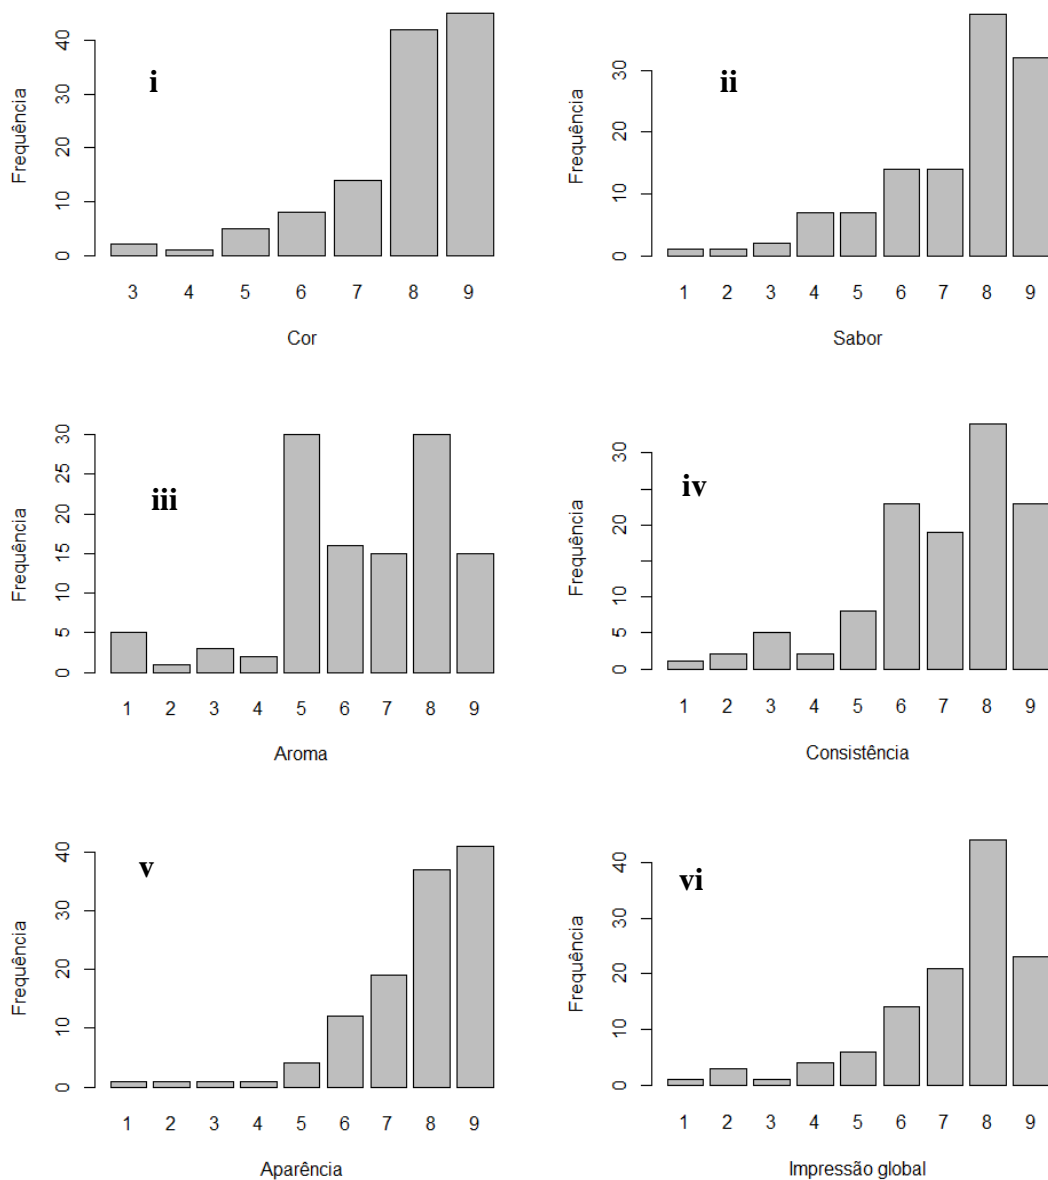 i
Frequência
0
10
20
30
40
3 4 5 6 7 8 9
Cor
ii
Frequência
0
10
20
30
1 2 3 4 5 6 7 8 9
Sabor
iii
Frequência
0
5
10
15
20
25
30
1 2 3 4 5 6 7 8 9
Aroma
iv
Frequência
0
5
10
20
30
1 2 3 4 5 6 7 8 9
Consistência
v
Frequência
0
10
20
30
40
1 2 3 4 5 6 7 8 9
Aparência
vi
Frequência
0
10
20
30
40
1 2 3 4 5 6 7 8 9
Impressão global